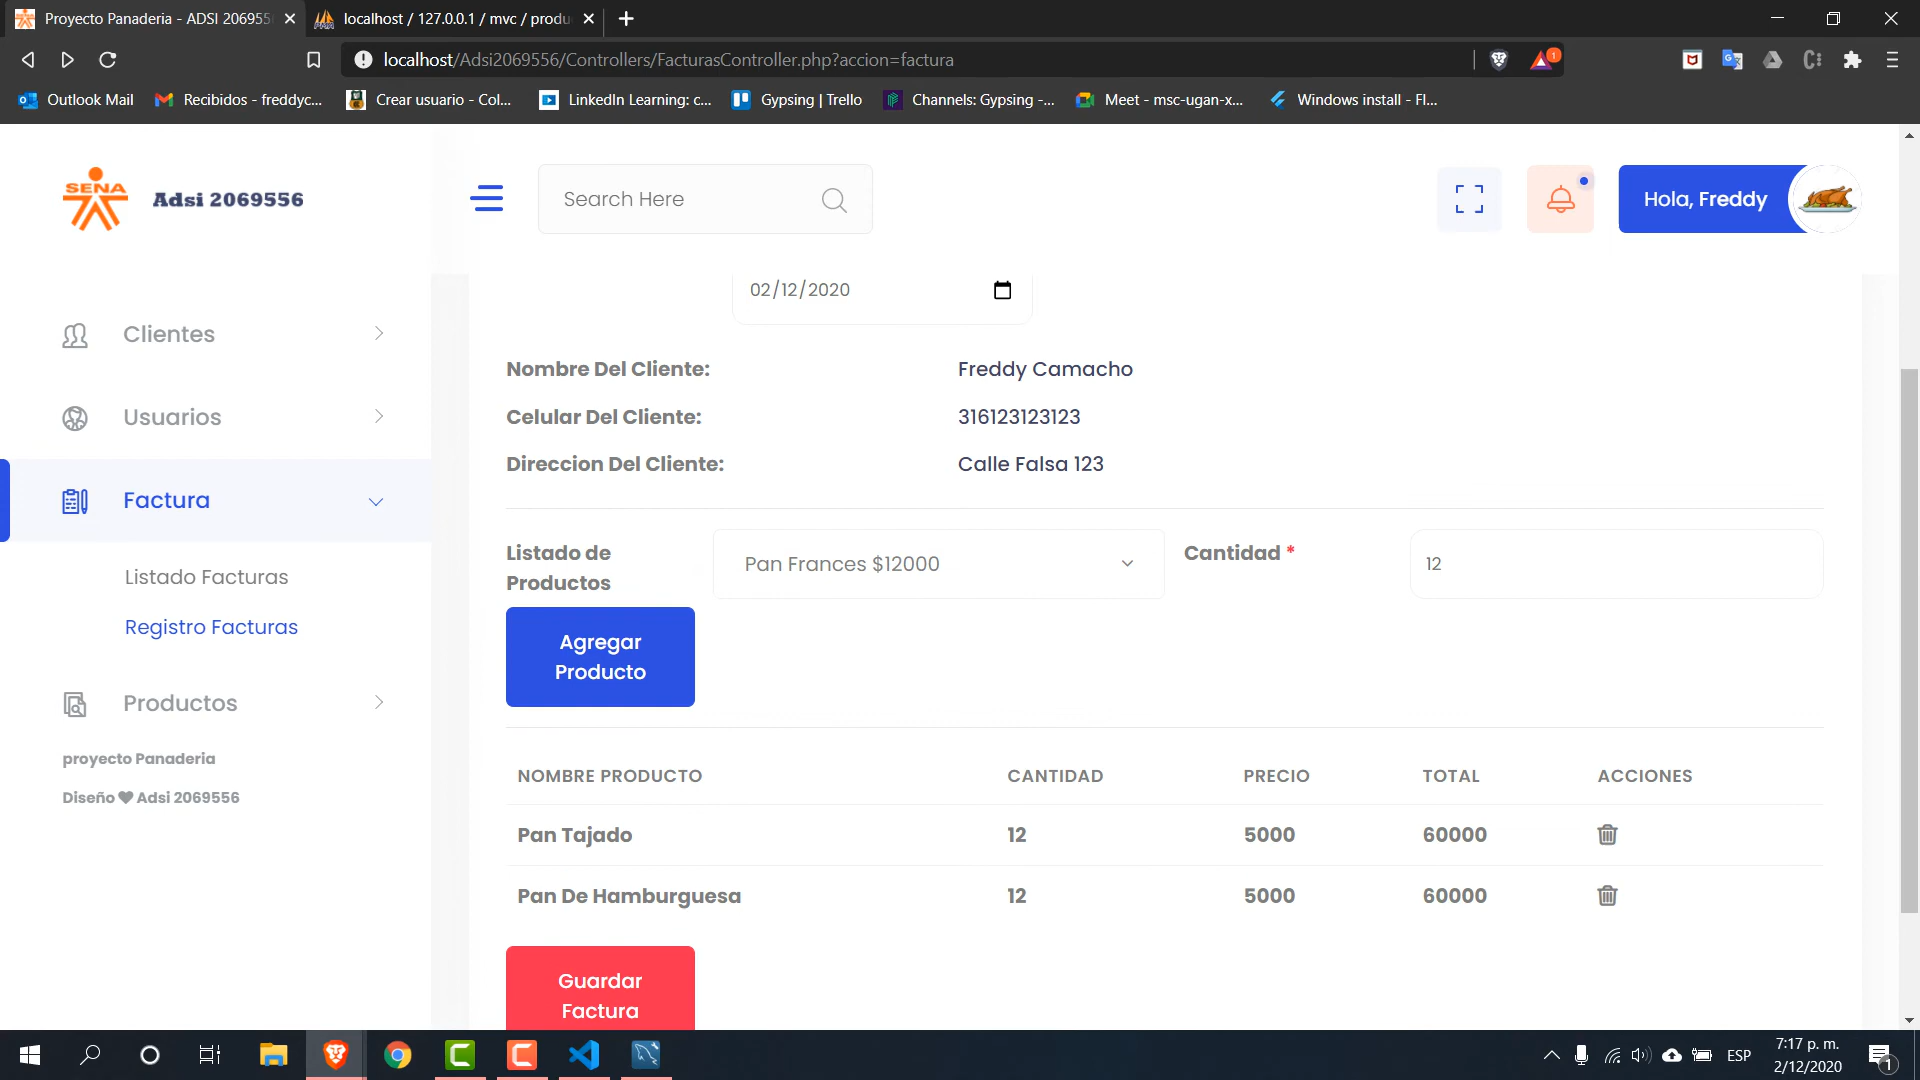 Proyecto Panaderia - ADSI 206955
localhost / 127.0.0.1 / mvc / produ
localhost/Adsi2069556/Controllers/FacturasController.php?accion=factura
1
Outlook Mail
Recibidos - freddyc...
Crear usuario - Col...
LinkedIn Learning: c...
Gypsing | Trello
Channels: Gypsing -...
Meet - msc-ugan-x...
Windows install - Fl...
SENA
Adsi 2069556
Search Here
Hola, Freddy
02/12/2020
Clientes
Nombre Del Cliente:
Freddy Camacho
Usuarios
Celular Del Cliente:
316123123123
Direccion Del Cliente:
Calle Falsa 123
Factura
Listado Facturas
Registro Facturas
Productos
proyecto Panaderia
Diseño ♥ Adsi 2069556
Listado de
Productos
Pan Frances $12000
Cantidad *
12
Agregar
Producto
NOMBRE PRODUCTO
CANTIDAD
PRECIO
TOTAL
ACCIONES
Pan Tajado
12
5000
60000
Pan De Hamburguesa
12
5000
60000
Guardar
Factura
ESP
7:17 p. m.
2/12/2020
1